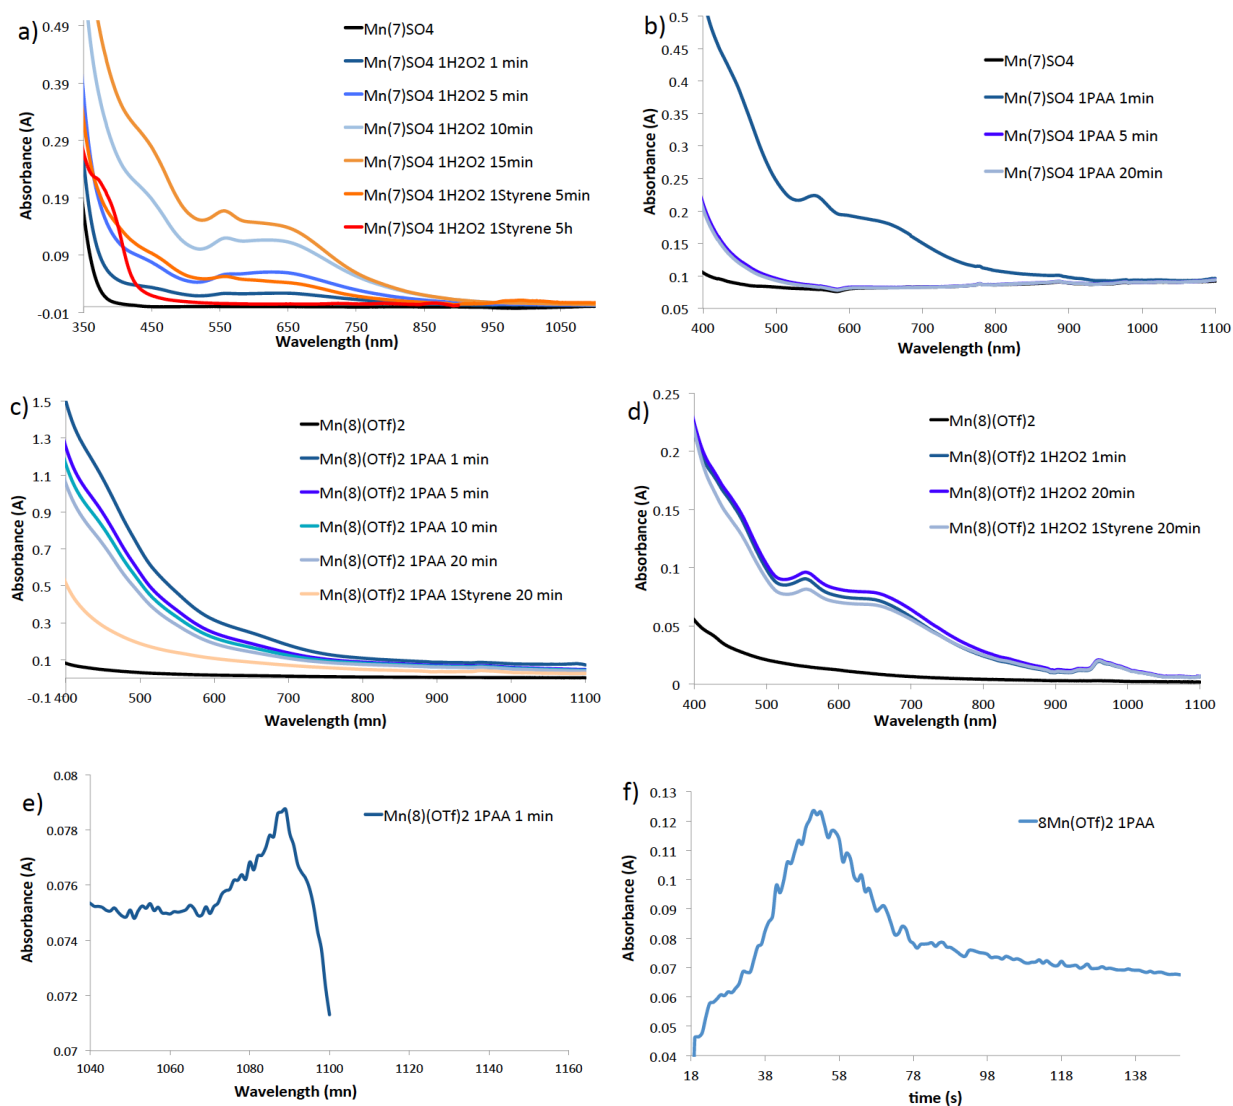 a)
Absorbance (A)
0.49
0.39
0.29
0.19
0.09
-0.01
350
450
550
650
750
850
950
1050
Wavelength (nm)
Mn(7)SO4
Mn(7)SO4 1H2O2 1 min
Mn(7)SO4 1H2O2 5 min
Mn(7)SO4 1H2O2 10min
Mn(7)SO4 1H2O2 15min
Mn(7)SO4 1H2O2 1Styrene 5min
Mn(7)SO4 1H2O2 1Styrene 5h
b)
Absorbance (A)
0.5
0.45
0.4
0.35
0.3
0.25
0.2
0.15
0.1
0.05
400
500
600
700
800
900
1000
1100
Wavelength (nm)
Mn(7)SO4
Mn(7)SO4 1PAA 1min
Mn(7)SO4 1PAA 5 min
Mn(7)SO4 1PAA 20min
c)
Absorbance (A)
1.5
1.3
1.1
0.9
0.7
0.5
0.3
0.1
-0.1
400
500
600
700
800
900
1000
1100
Wavelength (mn)
Mn(8)(OTf)2
Mn(8)(OTf)2 1PAA 1 min
Mn(8)(OTf)2 1PAA 5 min
Mn(8)(OTf)2 1PAA 10 min
Mn(8)(OTf)2 1PAA 20 min
Mn(8)(OTf)2 1PAA 1Styrene 20 min
d)
Absorbance (A)
0.25
0.2
0.15
0.1
0.05
0
400
500
600
700
800
900
1000
1100
Wavelength (nm)
Mn(8)(OTf)2
Mn(8)(OTf)2 1H2O2 1min
Mn(8)(OTf)2 1H2O2 20min
Mn(8)(OTf)2 1H2O2 1Styrene 20min
e)
Absorbance (A)
0.08
0.078
0.076
0.074
0.072
0.07
1040
1060
1080
1100
1120
1140
1160
Wavelength (mn)
Mn(8)(OTf)2 1PAA 1 min
f)
Absorbance (A)
0.13
0.12
0.11
0.1
0.09
0.08
0.07
0.06
0.05
0.04
18
38
58
78
98
118
138
time (s)
8Mn(OTf)2 1PAA